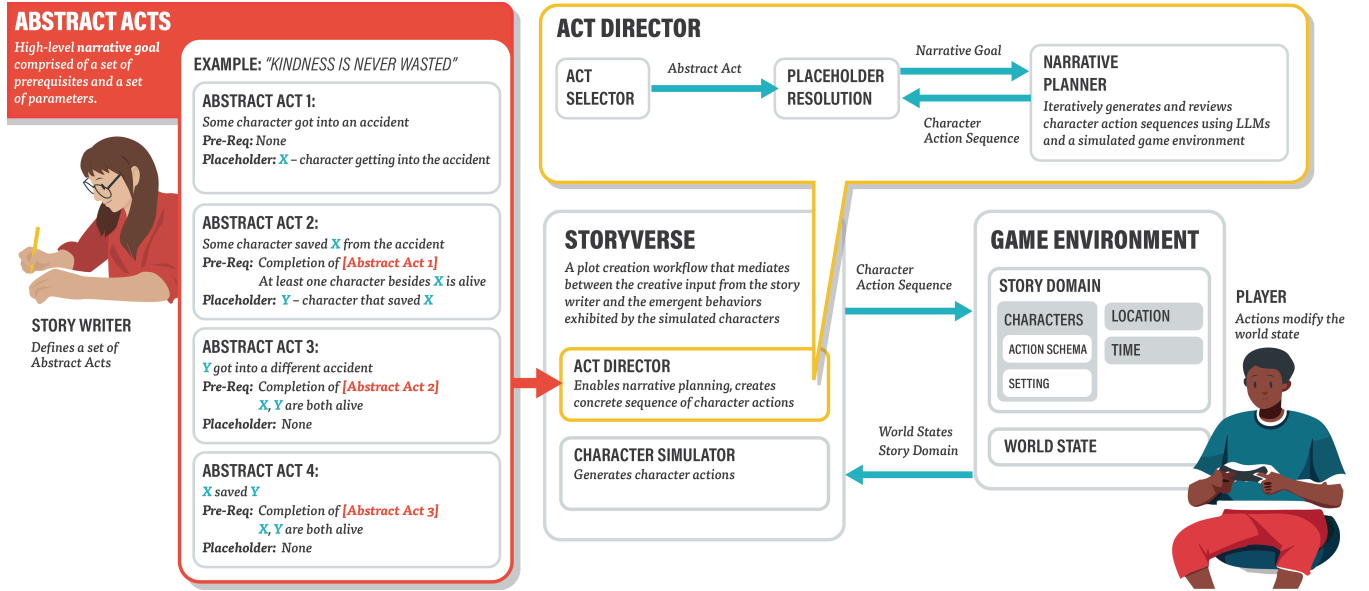 ABSTRACT ACTS
High-level narrative goal
comprised of a set of
prerequisites and a set
of parameters.
STORY WRITER
Defines a set of
Abstract Acts
EXAMPLE: "KINDNESS IS NEVER WASTED"
ABSTRACT ACT 1:
Some character got into an accident
Pre-Req: None
Placeholder: X – character getting into the accident
ABSTRACT ACT 2:
Some character saved X from the accident
Pre-Req: Completion of [Abstract Act 1]
At least one character besides X is alive
Placeholder: Y – character that saved X
ABSTRACT ACT 3:
Y got into a different accident
Pre-Req: Completion of [Abstract Act 2]
X, Y are both alive
Placeholder: None
ABSTRACT ACT 4:
X saved Y
Pre-Req: Completion of [Abstract Act 3]
X, Y are both alive
Placeholder: None
ACT DIRECTOR
ACT
SELECTOR
Abstract Act
PLACEHOLDER
RESOLUTION
Narrative Goal
Character
Action Sequence
NARRATIVE
PLANNER
Iteratively generates and reviews
character action sequences using LLMs
and a simulated game environment
STORYVERSE
A plot creation workflow that mediates
between the creative input from the story
writer and the emergent behaviors
exhibited by the simulated characters
ACT DIRECTOR
Enables narrative planning, creates
concrete sequence of character actions
CHARACTER SIMULATOR
Generates character actions
Character
Action Sequence
World States
Story Domain
GAME ENVIRONMENT
STORY DOMAIN
CHARACTERS
ACTION SCHEMA
SETTING
LOCATION
TIME
WORLD STATE
PLAYER
Actions modify the
world state